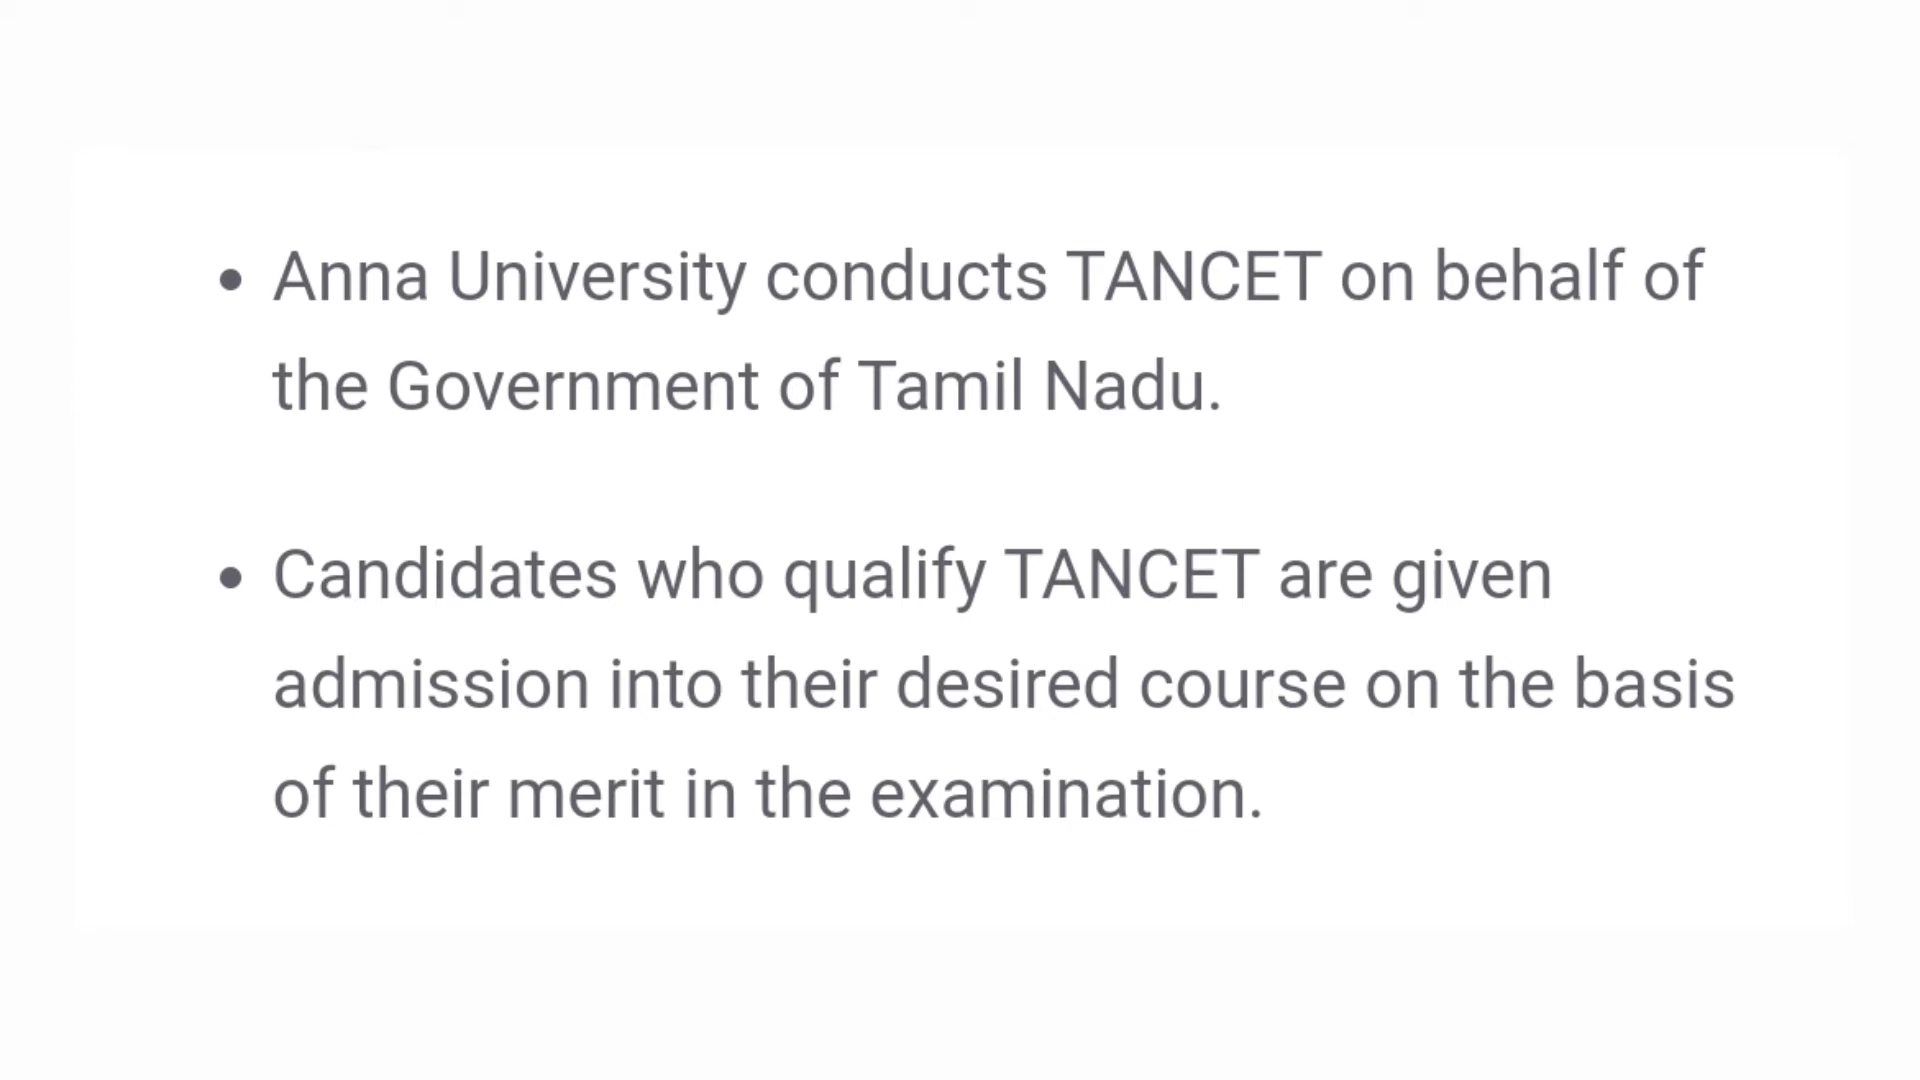 • Anna University conducts TANCET on behalf of
the Government of Tamil Nadu.
• Candidates who qualify TANCET are given
admission into their desired course on the basis
of their merit in the examination.